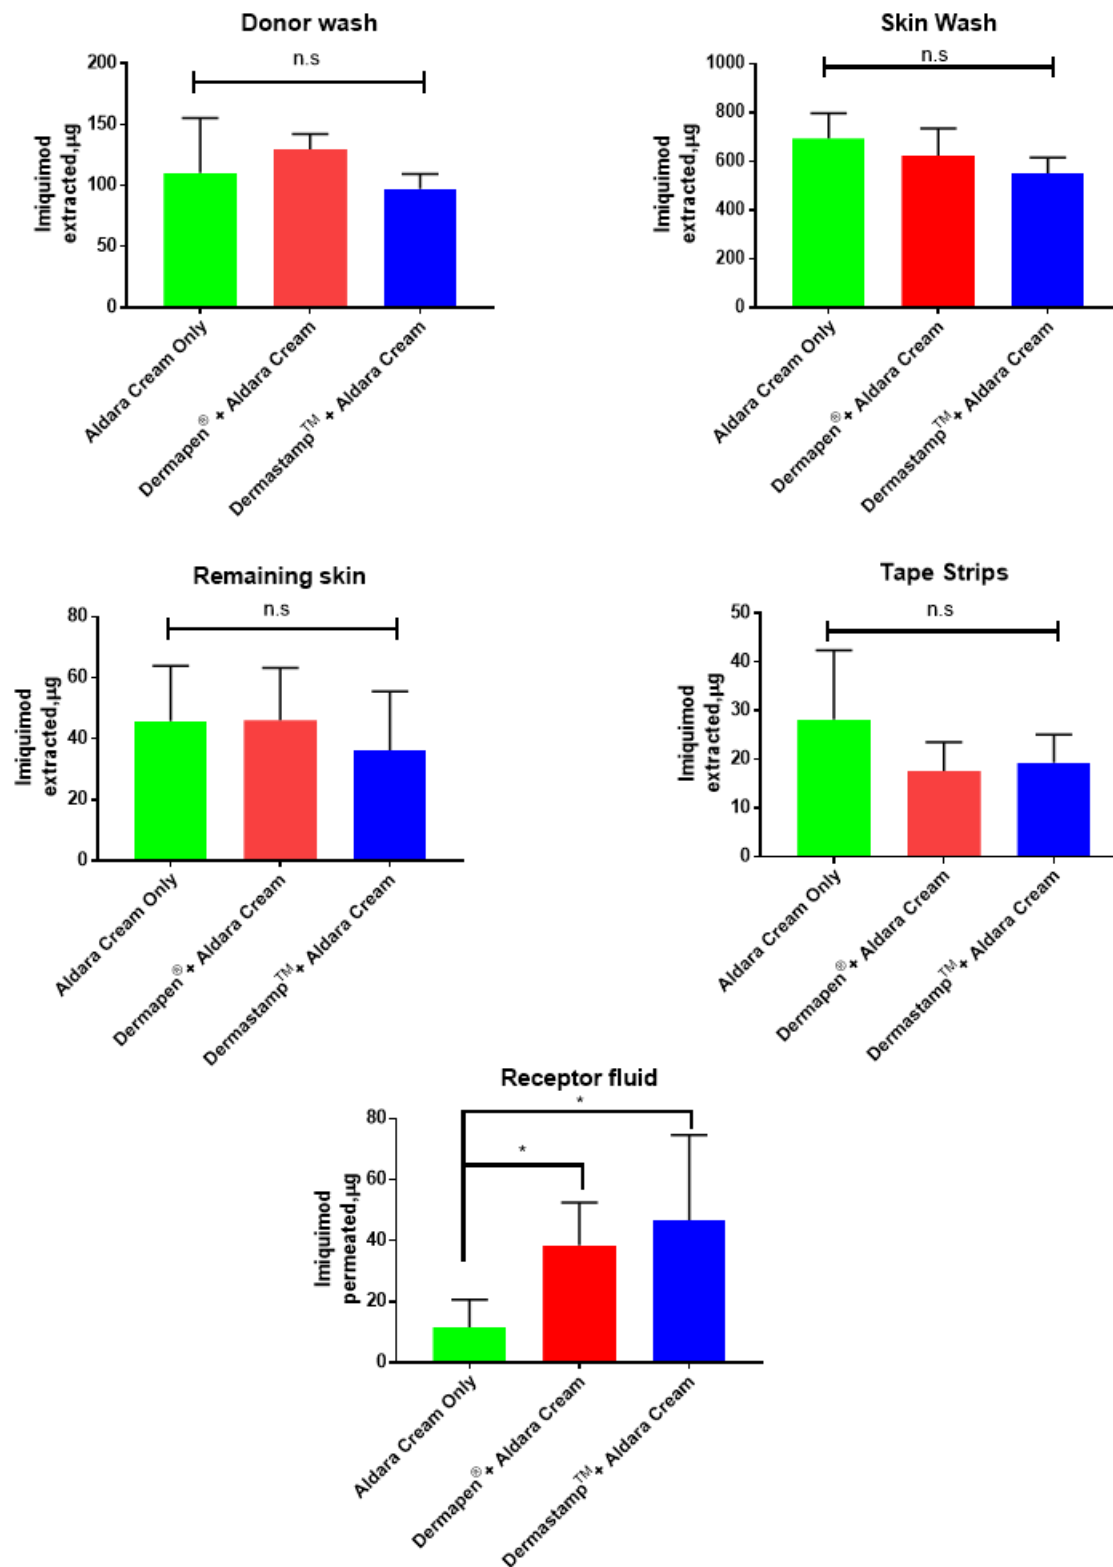 Donor wash
n.s
Imiquimod
extracted,µg
200
150
100
50
0
Aldara Cream Only
Dermapen® + Aldara Cream
Dermastamp™ + Aldara Cream
Skin Wash
n.s
Imiquimod
extracted,µg
1000
800
600
400
200
0
Aldara Cream Only
Dermapen® + Aldara Cream
Dermastamp™ + Aldara Cream
Remaining skin
n.s
Imiquimod
extracted,µg
80
60
40
20
0
Aldara Cream Only
Dermapen® + Aldara Cream
Dermastamp™ + Aldara Cream
Tape Strips
n.s
Imiquimod
extracted,µg
50
40
30
20
10
0
Aldara Cream Only
Dermapen® + Aldara Cream
Dermastamp™ + Aldara Cream
Receptor fluid
*
*
Imiquimod
permeated,µg
80
60
40
20
0
Aldara Cream Only
Dermapen® + Aldara Cream
Dermastamp™ + Aldara Cream